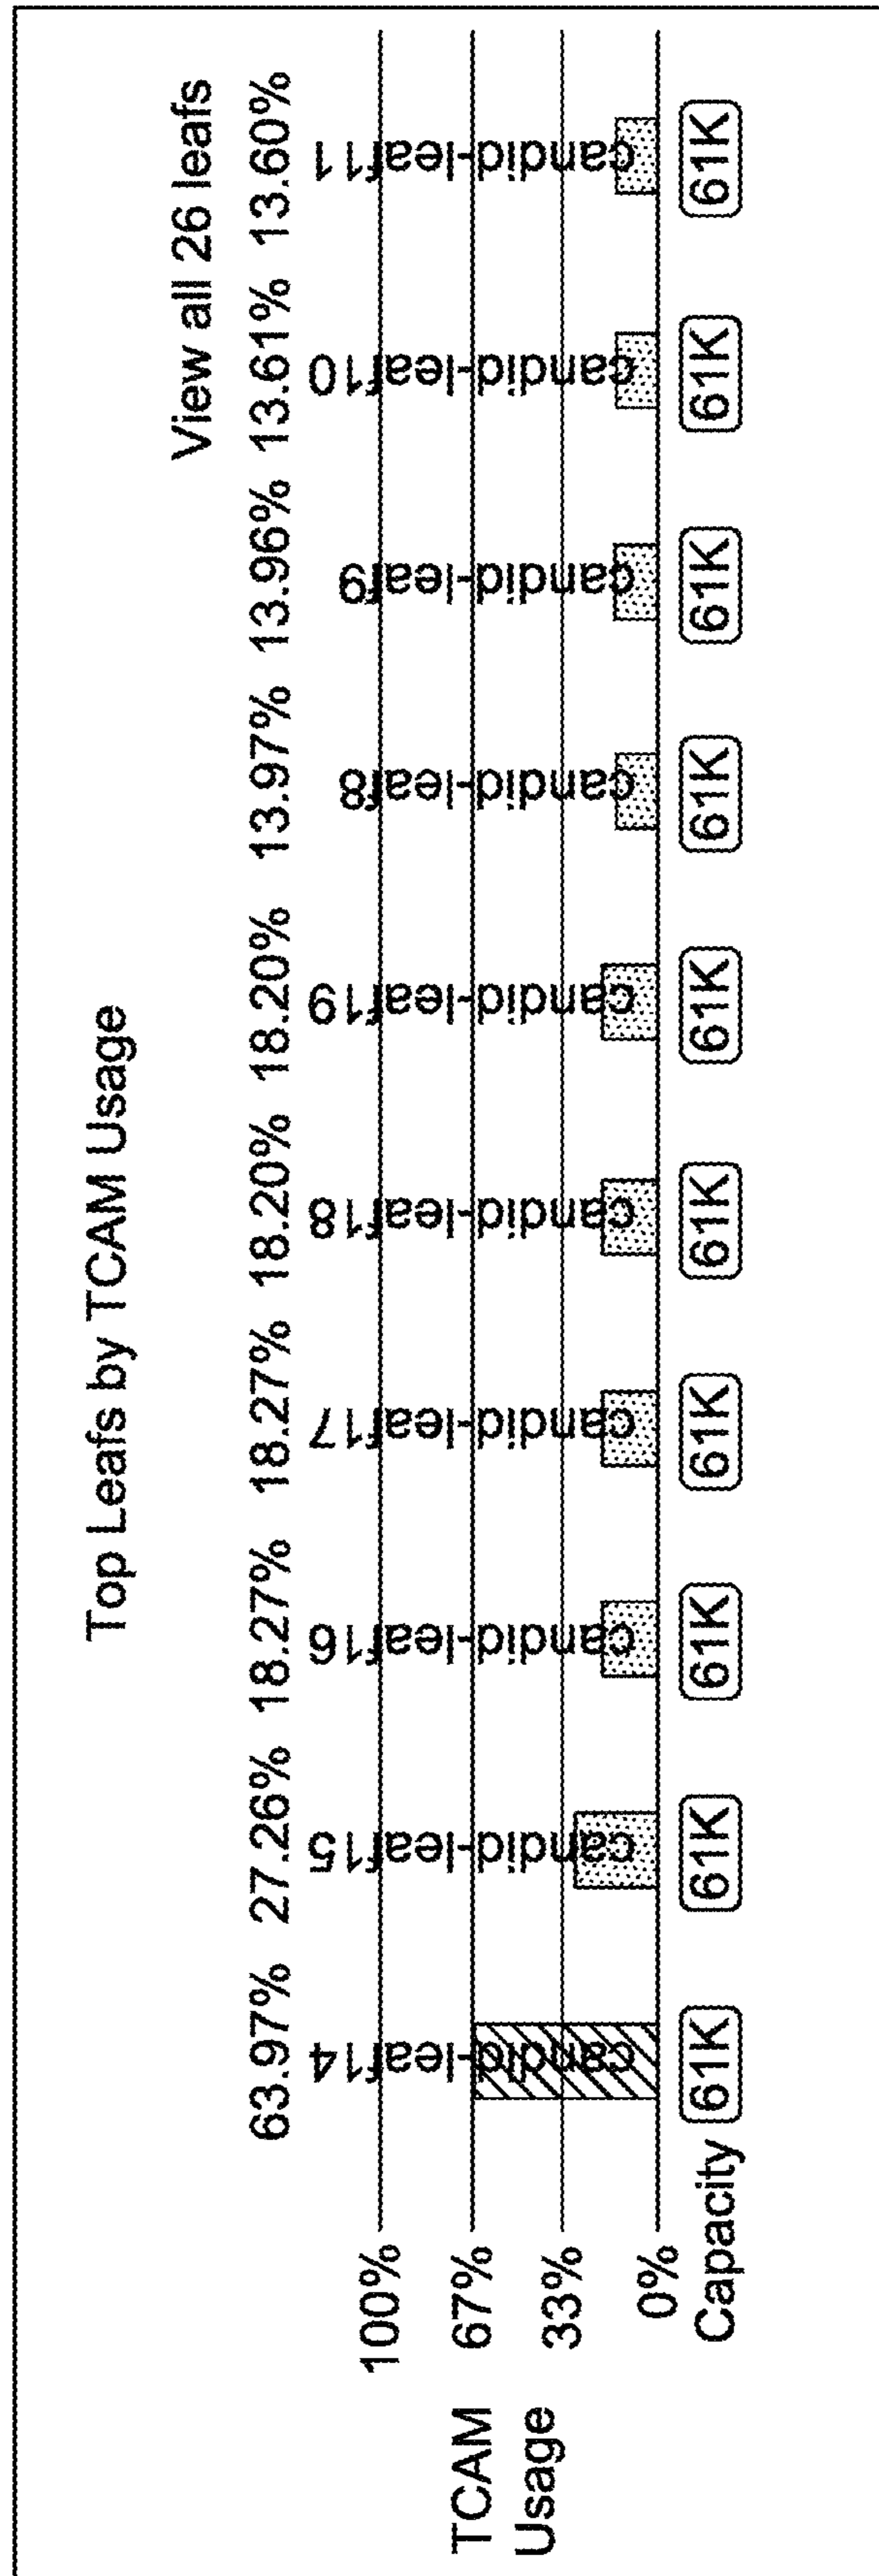 Top Leafs by TCAM Usage
View all 26 leafs
63.97% 27.26% 18.27% 18.27% 18.20% 18.20% 13.97% 13.96% 13.61% 13.60%
candid-leaf14 candid-leaf15 candid-leaf16 candid-leaf17 candid-leaf18 candid-leaf19 candid-leaf8 candid-leaf9 candid-leaf10 candid-leaf11
TCAM
Usage
100%
67%
33%
0%
Capacity 61K 61K 61K 61K 61K 61K 61K 61K 61K 61K